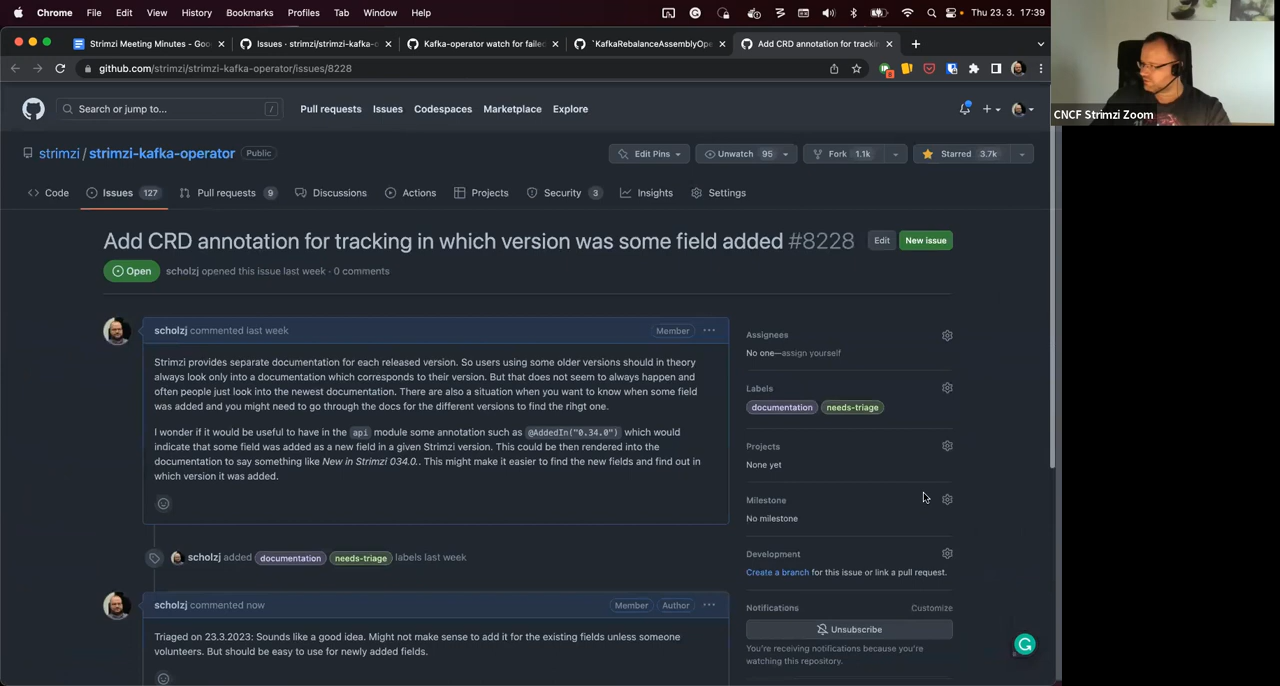 Chrome File Edit View History Bookmarks Profiles Tab Window Help Thu 23. 3. 17:39
Strimzi Meeting Minutes - Goo Issues · strimzi/strimzi-kafka-o Kafka-operator watch for failed `KafkaRebalanceAssemblyOpe Add CRD annotation for trackin
github.com/strimzi/strimzi-kafka-operator/issues/8228
Search or jump to... / Pull requests Issues Codespaces Marketplace Explore
CNCF Strimzi Zoom
strimzi / strimzi-kafka-operator Public Edit Pins Unwatch 95 Fork 1.1k Starred 3.7k
Code Issues 127 Pull requests 9 Discussions Actions Projects Security 3 Insights Settings
Add CRD annotation for tracking in which version was some field added #8228 Edit New issue
Open scholzj opened this issue last week · 0 comments
scholzj commented last week Member ...
Strimzi provides separate documentation for each released version. So users using some older versions should in theory
always look only into a documentation which corresponds to their version. But that does not seem to always happen and
often people just look into the newest documentation. There are also a situation when you want to know when some field
was added and you might need to go through the docs for the different versions to find the rihgt one.
I wonder if it would be useful to have in the api module some annotation such as @AddedIn("0.34.0") which would
indicate that some field was added as a new field in a given Strimzi version. This could be then rendered into the
documentation to say something like New in Strimzi 034.0.. This might make it easier to find the new fields and find out in
which version it was added.
scholzj added documentation needs-triage labels last week
scholzj commented now Member Author ...
Triaged on 23.3.2023: Sounds like a good idea. Might not make sense to add it for the existing fields unless someone
volunteers. But should be easy to use for newly added fields.
Assignees
No one—assign yourself
Labels
documentation needs-triage
Projects
None yet
Milestone
No milestone
Development
Create a branch for this issue or link a pull request.
Notifications Customize
Unsubscribe
You're receiving notifications because you're
watching this repository.